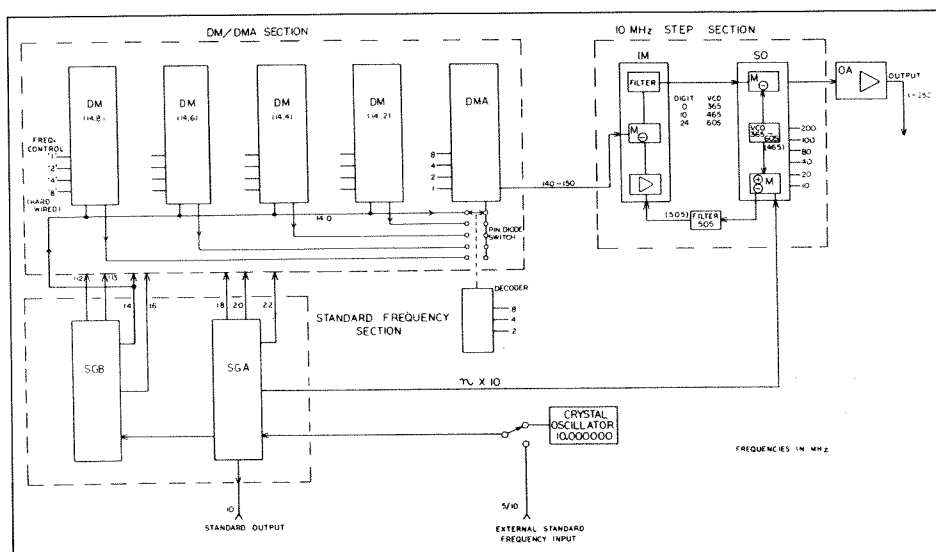 DM/DMA SECTION
10 MHz STEP SECTION
IM
SO
OA
OUTPUT
DM
(14.8)
DM
(14.6)
DM
(14.4)
DM
(14.2)
DMA
FILTER
M
M
DIGIT VCO
0 365
10 465
24 605
VCO
(465)
200
100
80
40
20
10
FREQ.
CONTROL
'1'
'2'
'4'
'8'
(HARD
WIRED)
8
4
2
1
140-150
M
(505)
FILTER
505
14.0
PIN DIODE
SWITCH
112
113
14
16
18
20
22
DECODER
8
4
2
STANDARD FREQUENCY
SECTION
SGB
SGA
n X 10
CRYSTAL
OSCILLATOR
10.000000
FREQUENCIES IN MHz
10
STANDARD OUTPUT
5/10
EXTERNAL STANDARD
FREQUENCY INPUT